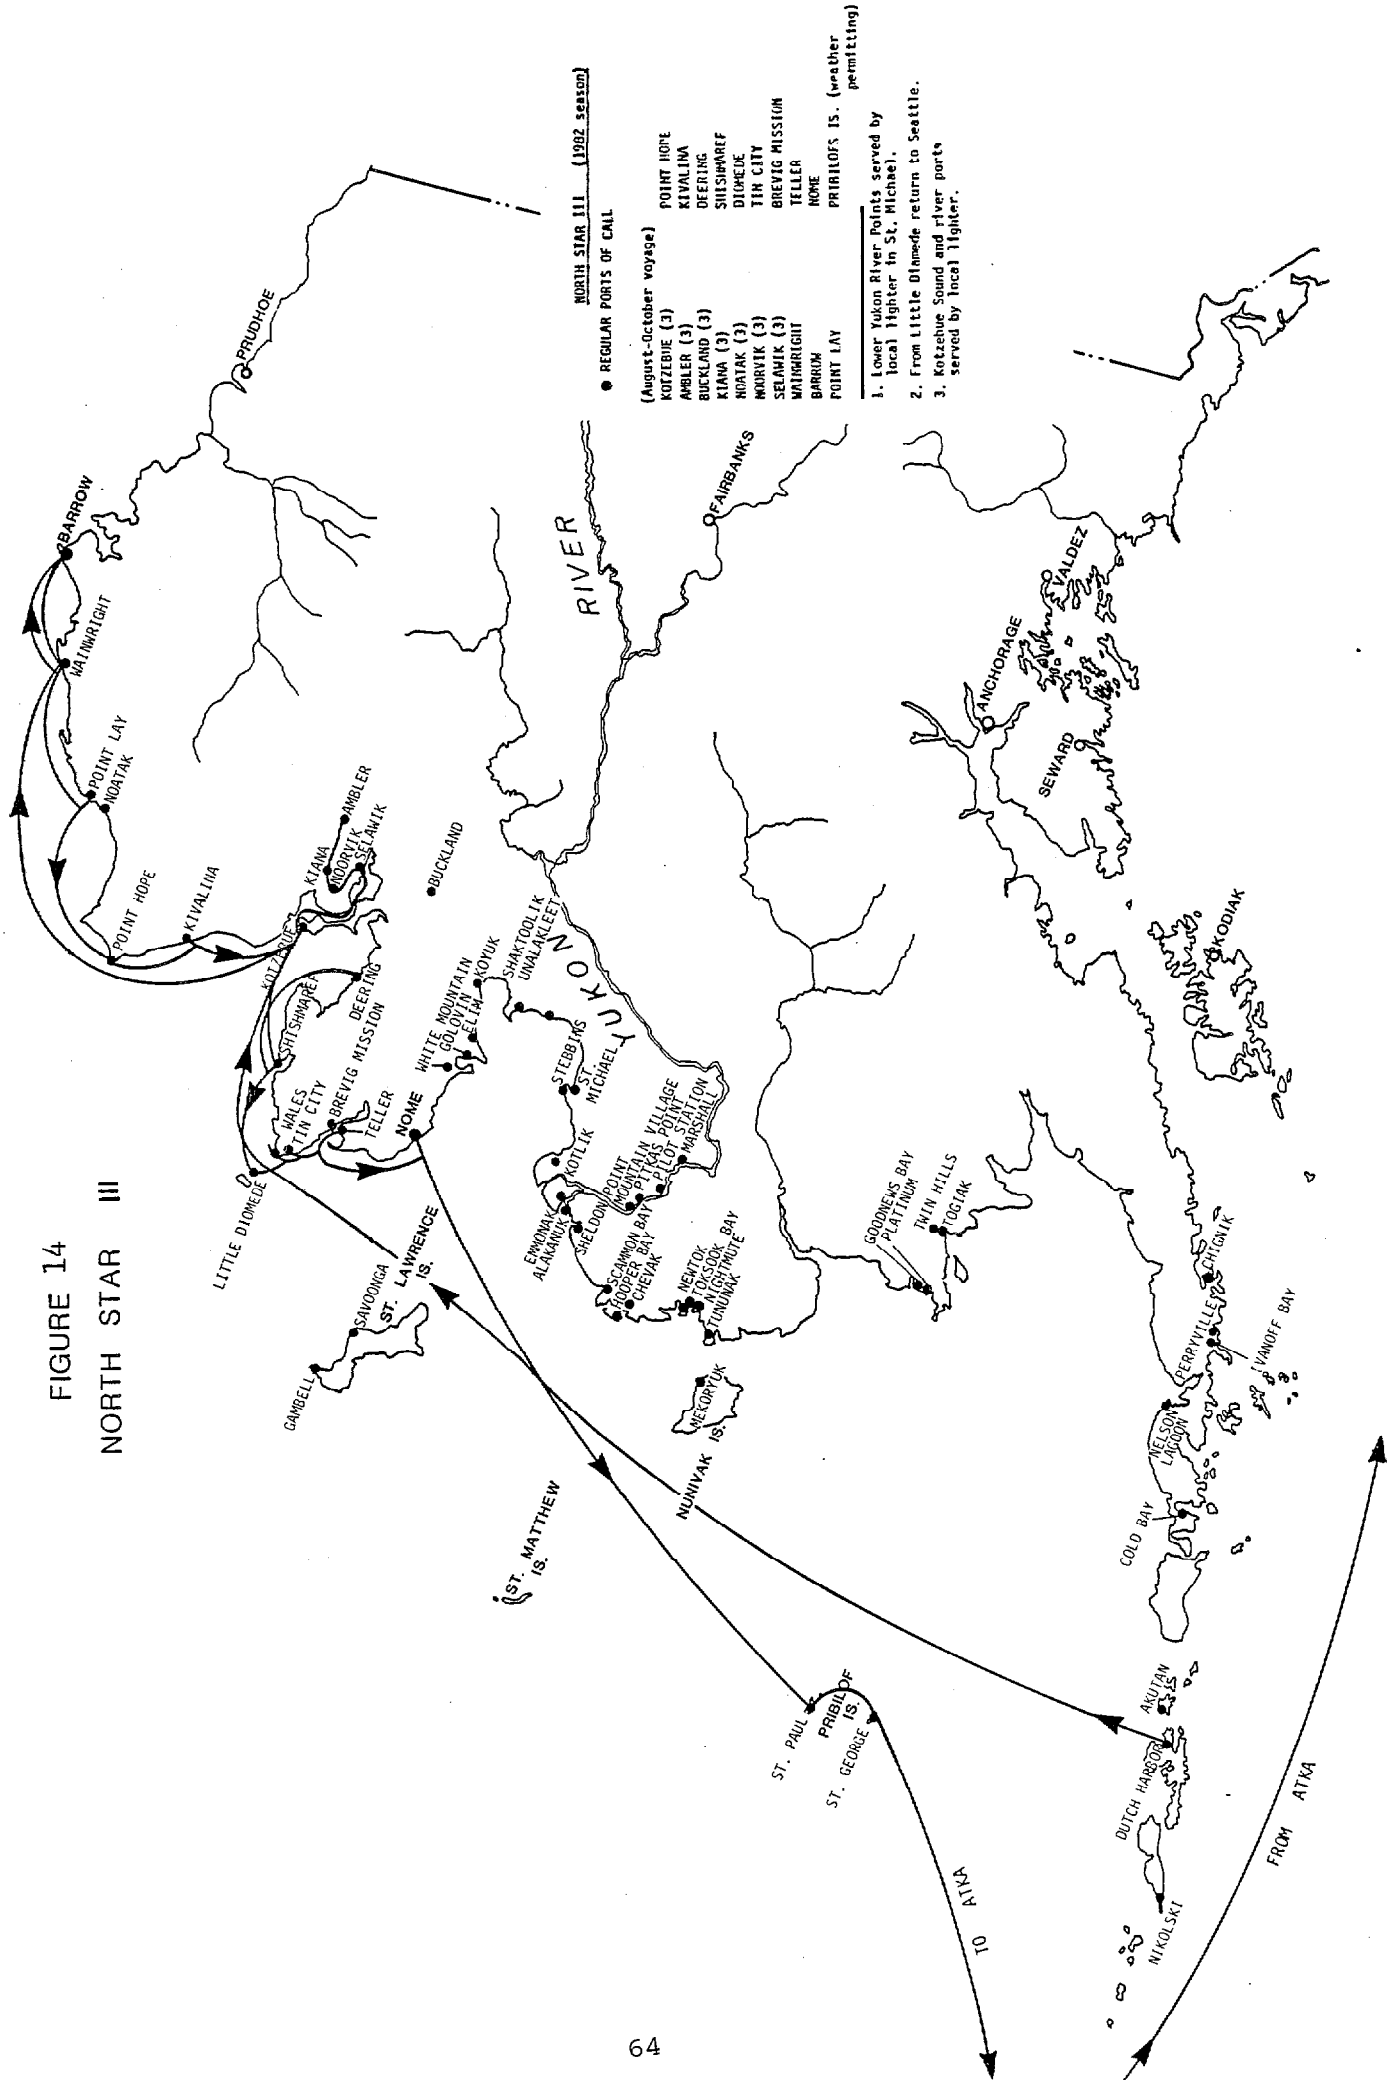 FIGURE 14
NORTH STAR III
BARROW
WAINWRIGHT
PRUDHOE
POINT LAY
NOATAK
POINT HOPE
KIVALINA
KIANA
NOORVIK
SELAWIK
AMBLER
KOTZEBUE
BUCKLAND
SHISHMAREF
DEERING
WALES
TIN CITY
BREVIG MISSION
TELLER
LITTLE DIOMEDE
NOME
WHITE MOUNTAIN
GOLOVIN
ELIM
KOYUK
SHAKTOOLIK
UNALAKLEET
STEBBINS
ST
MICHAEL
YUKON
RIVER
FAIRBANKS
GAMBELL
SAVOONGA
ST. LAWRENCE
IS.
KOTLIK
EMMONAK
ALAKANUK
SHELDON POINT
MOUNTAIN VILLAGE
PITKAS POINT
PILOT STATION
MARSHALL
SCAMMON BAY
HOOPER BAY
CHEVAK
NEWTOK
TOKSOOK BAY
NIGHTMUTE
TUNUNAK
MEKORYUK
NUNIVAK IS.
ST. MATTHEW
IS.
GOODNEWS BAY
PLATINUM
TWIN HILLS
TOGIAK
ANCHORAGE
VALDEZ
SEWARD
KODIAK
CHIGNIK
PERRYVILLE
IVANOFF BAY
NELSON
LAGOON
COLD BAY
AKUTAN
DUTCH HARBOR
NIKOLSKI
ST. PAUL
PRIBILOF
IS.
ST. GEORGE
TO ATKA
FROM ATKA
NORTH STAR III (1982 season)
● REGULAR PORTS OF CALL
(August-October voyage)
KOTZEBUE (3) POINT HOPE
AMBLER (3) KIVALINA
BUCKLAND (3) DEERING
KIANA (3) SHISHMAREF
NOATAK (3) DIOMEDE
NOORVIK (3) TIN CITY
SELAWIK (3) BREVIG MISSION
WAINWRIGHT TELLER
BARROW NOME
POINT LAY PRIBILOFS IS. (weather
permitting)
1. Lower Yukon River Points served by
local lighter in St. Michael.
2. From Little Diamede return to Seattle.
3. Kotzebue Sound and river ports
served by local lighter.
64